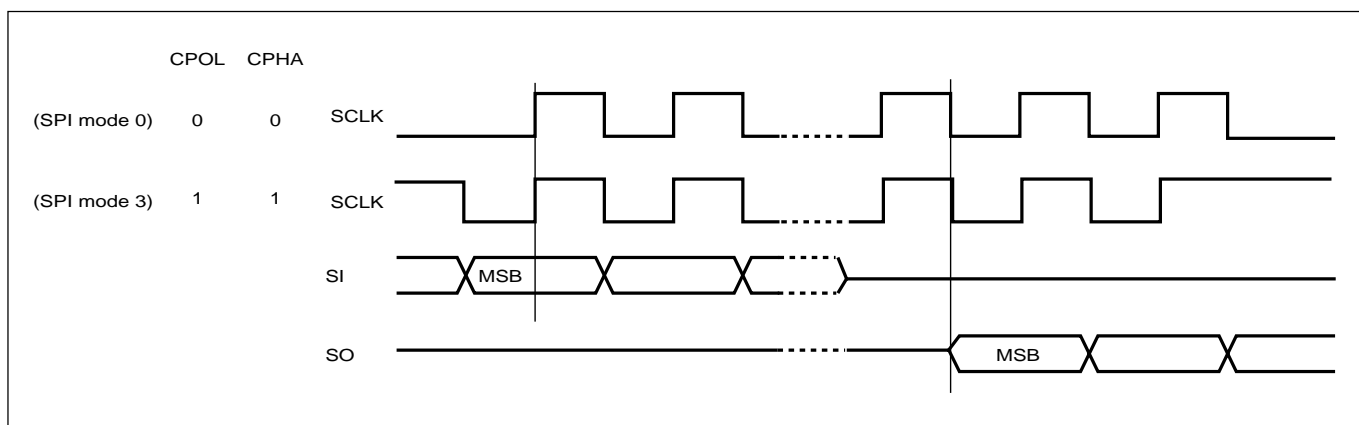 CPOL CPHA
(SPI mode 0) 0 0 SCLK
(SPI mode 3) 1 1 SCLK
SI MSB
SO MSB